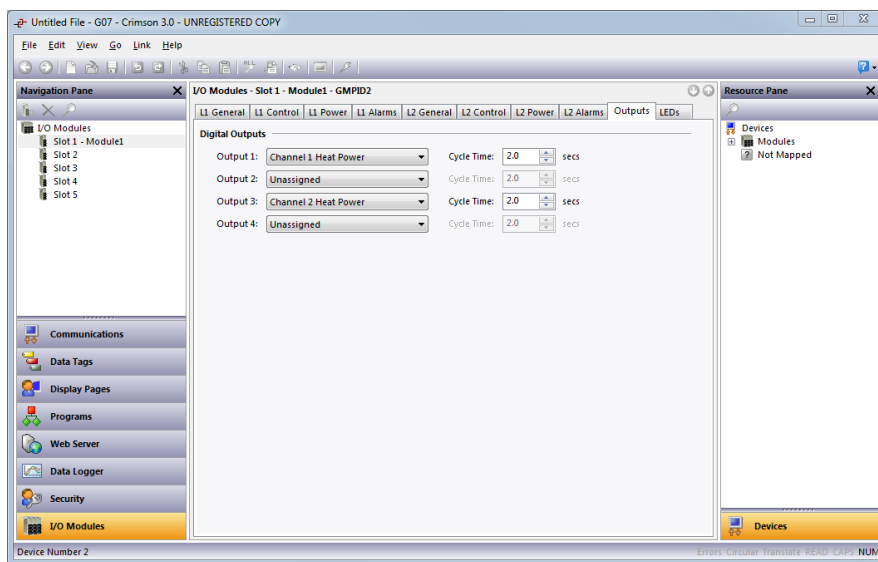 Untitled File - G07 - Crimson 3.0 - UNREGISTERED COPY
File Edit View Go Link Help
Navigation Pane
I/O Modules
Slot 1 - Module1
Slot 2
Slot 3
Slot 4
Slot 5
Communications
Data Tags
Display Pages
Programs
Web Server
Data Logger
Security
I/O Modules
I/O Modules - Slot 1 - Module1 - GMPID2
L1 General L1 Control L1 Power L1 Alarms L2 General L2 Control L2 Power L2 Alarms Outputs LEDs
Digital Outputs
Output 1: Channel 1 Heat Power Cycle Time: 2.0 secs
Output 2: Unassigned Cycle Time: 2.0 secs
Output 3: Channel 2 Heat Power Cycle Time: 2.0 secs
Output 4: Unassigned Cycle Time: 2.0 secs
Resource Pane
Devices
Modules
Not Mapped
Devices
Device Number 2
Errors Circular Translate READ CAPS NUM